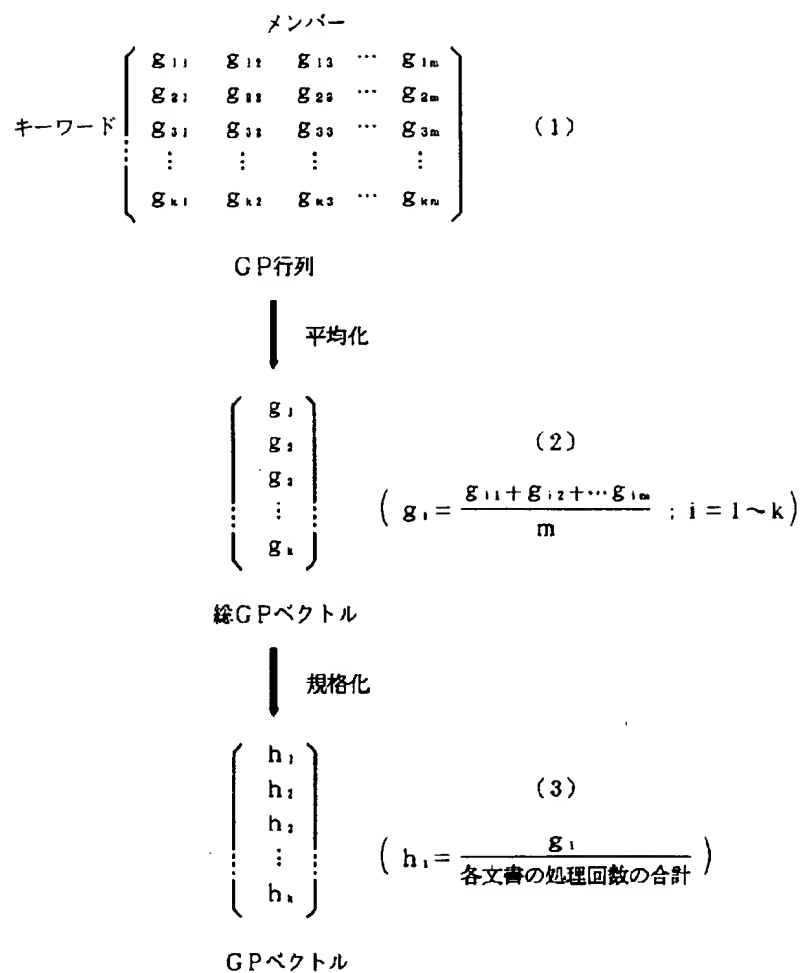 メンバー
g₁₁ g₁₂ g₁₃ … g₁ₘ
g₂₁ g₂₂ g₂₃ … g₂ₘ
キーワード g₃₁ g₃₂ g₃₃ … g₃ₘ (1)
⋮ ⋮ ⋮ ⋮
gₖ₁ gₖ₂ gₖ₃ … gₖₘ
GP行列
平均化
g₁
g₂
g₃
⋮
gₖ
(2)
( gᵢ = (gᵢ₁+gᵢ₂+…gᵢₘ) / m ; i = 1~k )
総GPベクトル
規格化
h₁
h₂
h₃
⋮
hₖ
(3)
( hᵢ = gᵢ / 各文書の処理回数の合計 )
GPベクトル